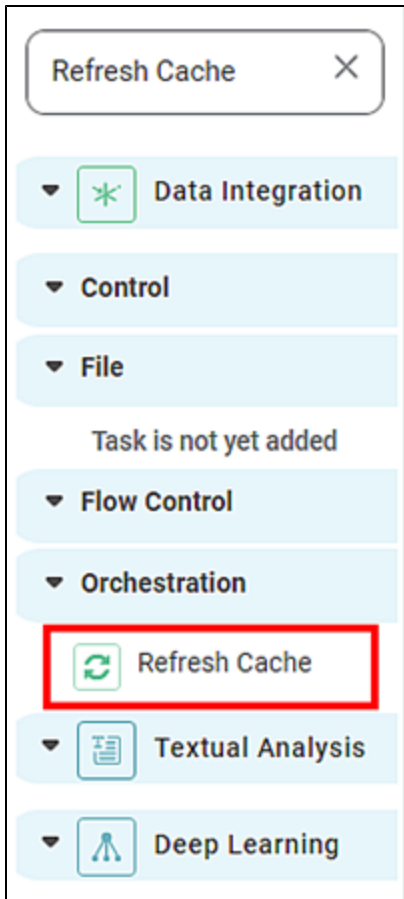 Refresh Cache
Data Integration
Control
File
Task is not yet added
Flow Control
Orchestration
Refresh Cache
Textual Analysis
Deep Learning